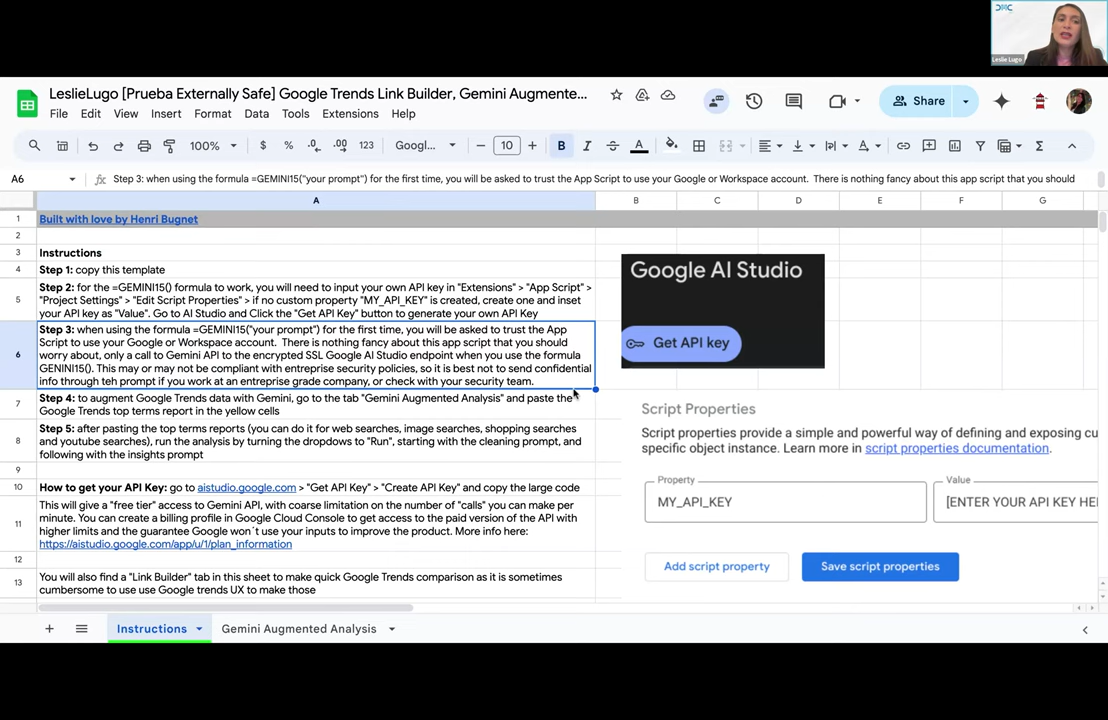 DMC
Leslie Lugo
LeslieLugo [Prueba Externally Safe] Google Trends Link Builder, Gemini Augmente...
File Edit View Insert Format Data Tools Extensions Help
Share
100% $ % .0 .00 123 Googl... 10 B I A
A6 fx Step 3: when using the formula =GEMINI15("your prompt") for the first time, you will be asked to trust the App Script to use your Google or Workspace account. There is nothing fancy about this app script that you should
A B C D E F G
1 Built with love by Henri Bugnet
2
3 Instructions
4 Step 1: copy this template
Step 2: for the =GEMINI15() formula to work, you will need to input your own API key in "Extensions" > "App Script" >
5 "Project Settings" > "Edit Script Properties" > if no custom property "MY_API_KEY" is created, create one and inset
your API key as "Value". Go to AI Studio and Click the "Get API Key" button to generate your own API Key
Step 3: when using the formula =GEMINI15("your prompt") for the first time, you will be asked to trust the App
Script to use your Google or Workspace account. There is nothing fancy about this app script that you should
6 worry about, only a call to Gemini API to the encrypted SSL Google AI Studio endpoint when you use the formula
GENINI15(). This may or may not be compliant with entreprise security policies, so it is best not to send confidential
info through teh prompt if you work at an entreprise grade company, or check with your security team.
7 Step 4: to augment Google Trends data with Gemini, go to the tab "Gemini Augmented Analysis" and paste the
Google Trends top terms report in the yellow cells
Step 5: after pasting the top terms reports (you can do it for web searches, image searches, shopping searches
8 and youtube searches), run the analysis by turning the dropdowns to "Run", starting with the cleaning prompt, and
following with the insights prompt
9
10 How to get your API Key: go to aistudio.google.com > "Get API Key" > "Create API Key" and copy the large code
This will give a "free tier" access to Gemini API, with coarse limitation on the number of "calls" you can make per
11 minute. You can create a billing profile in Google Cloud Console to get access to the paid version of the API with
higher limits and the guarantee Google won´t use your inputs to improve the product. More info here:
https://aistudio.google.com/app/u/1/plan_information
12
13 You will also find a "Link Builder" tab in this sheet to make quick Google Trends comparison as it is sometimes
cumbersome to use use Google trends UX to make those
Google AI Studio
Get API key
Script Properties
Script properties provide a simple and powerful way of defining and exposing cu
specific object instance. Learn more in script properties documentation.
Property Value
MY_API_KEY [ENTER YOUR API KEY HE
Add script property Save script properties
Instructions Gemini Augmented Analysis